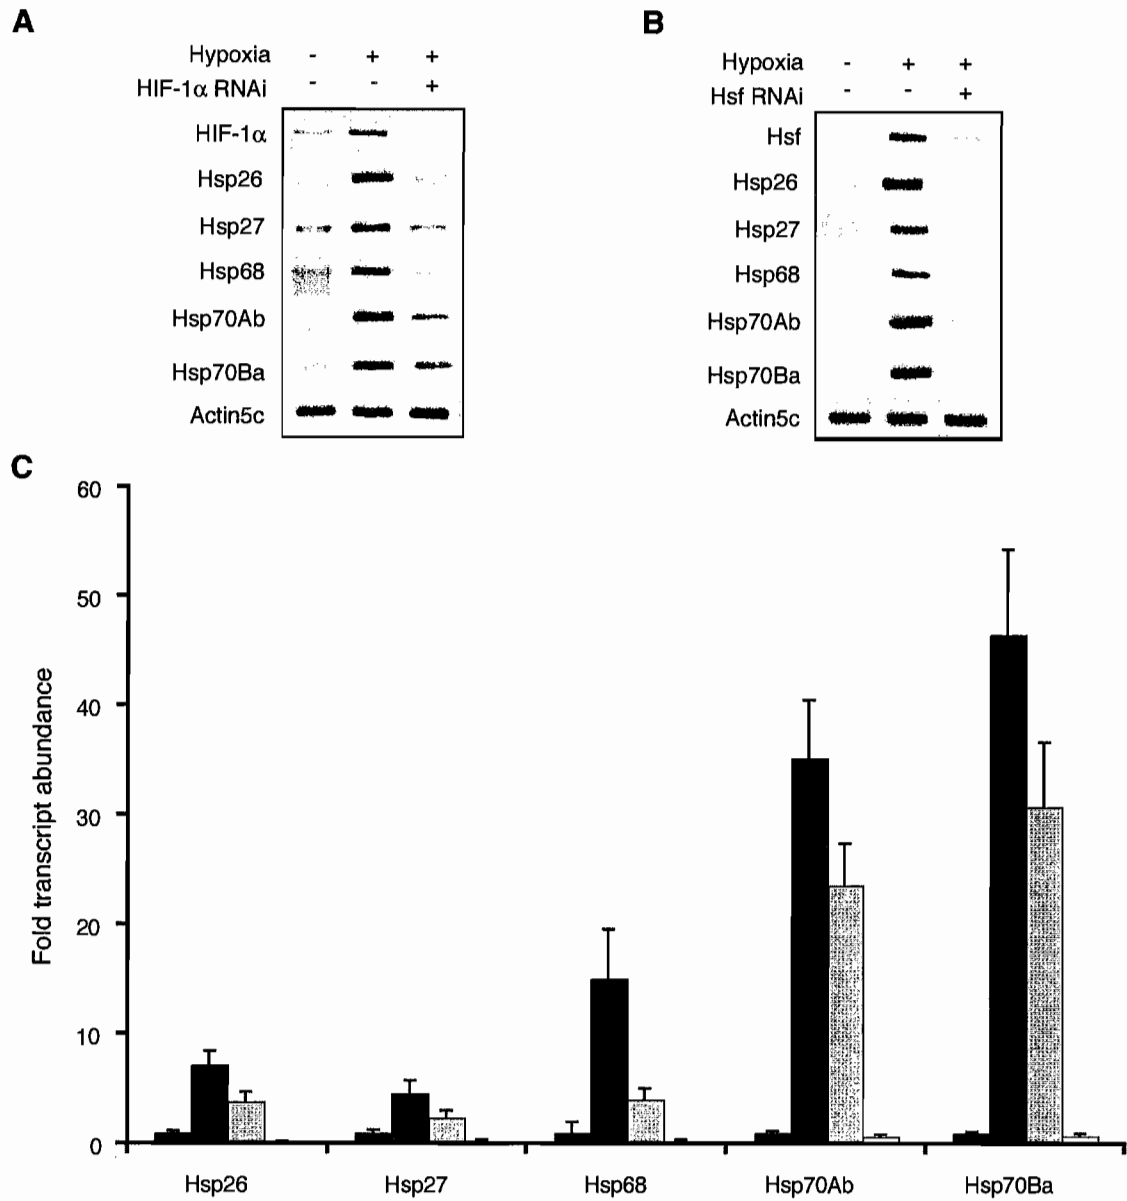 A
Hypoxia - + +
HIF-1α RNAi - - +
HIF-1α
Hsp26
Hsp27
Hsp68
Hsp70Ab
Hsp70Ba
Actin5c
B
Hypoxia - + +
Hsf RNAi - - +
Hsf
Hsp26
Hsp27
Hsp68
Hsp70Ab
Hsp70Ba
Actin5c
C
Fold transcript abundance
60
50
40
30
20
10
0
Hsp26 Hsp27 Hsp68 Hsp70Ab Hsp70Ba